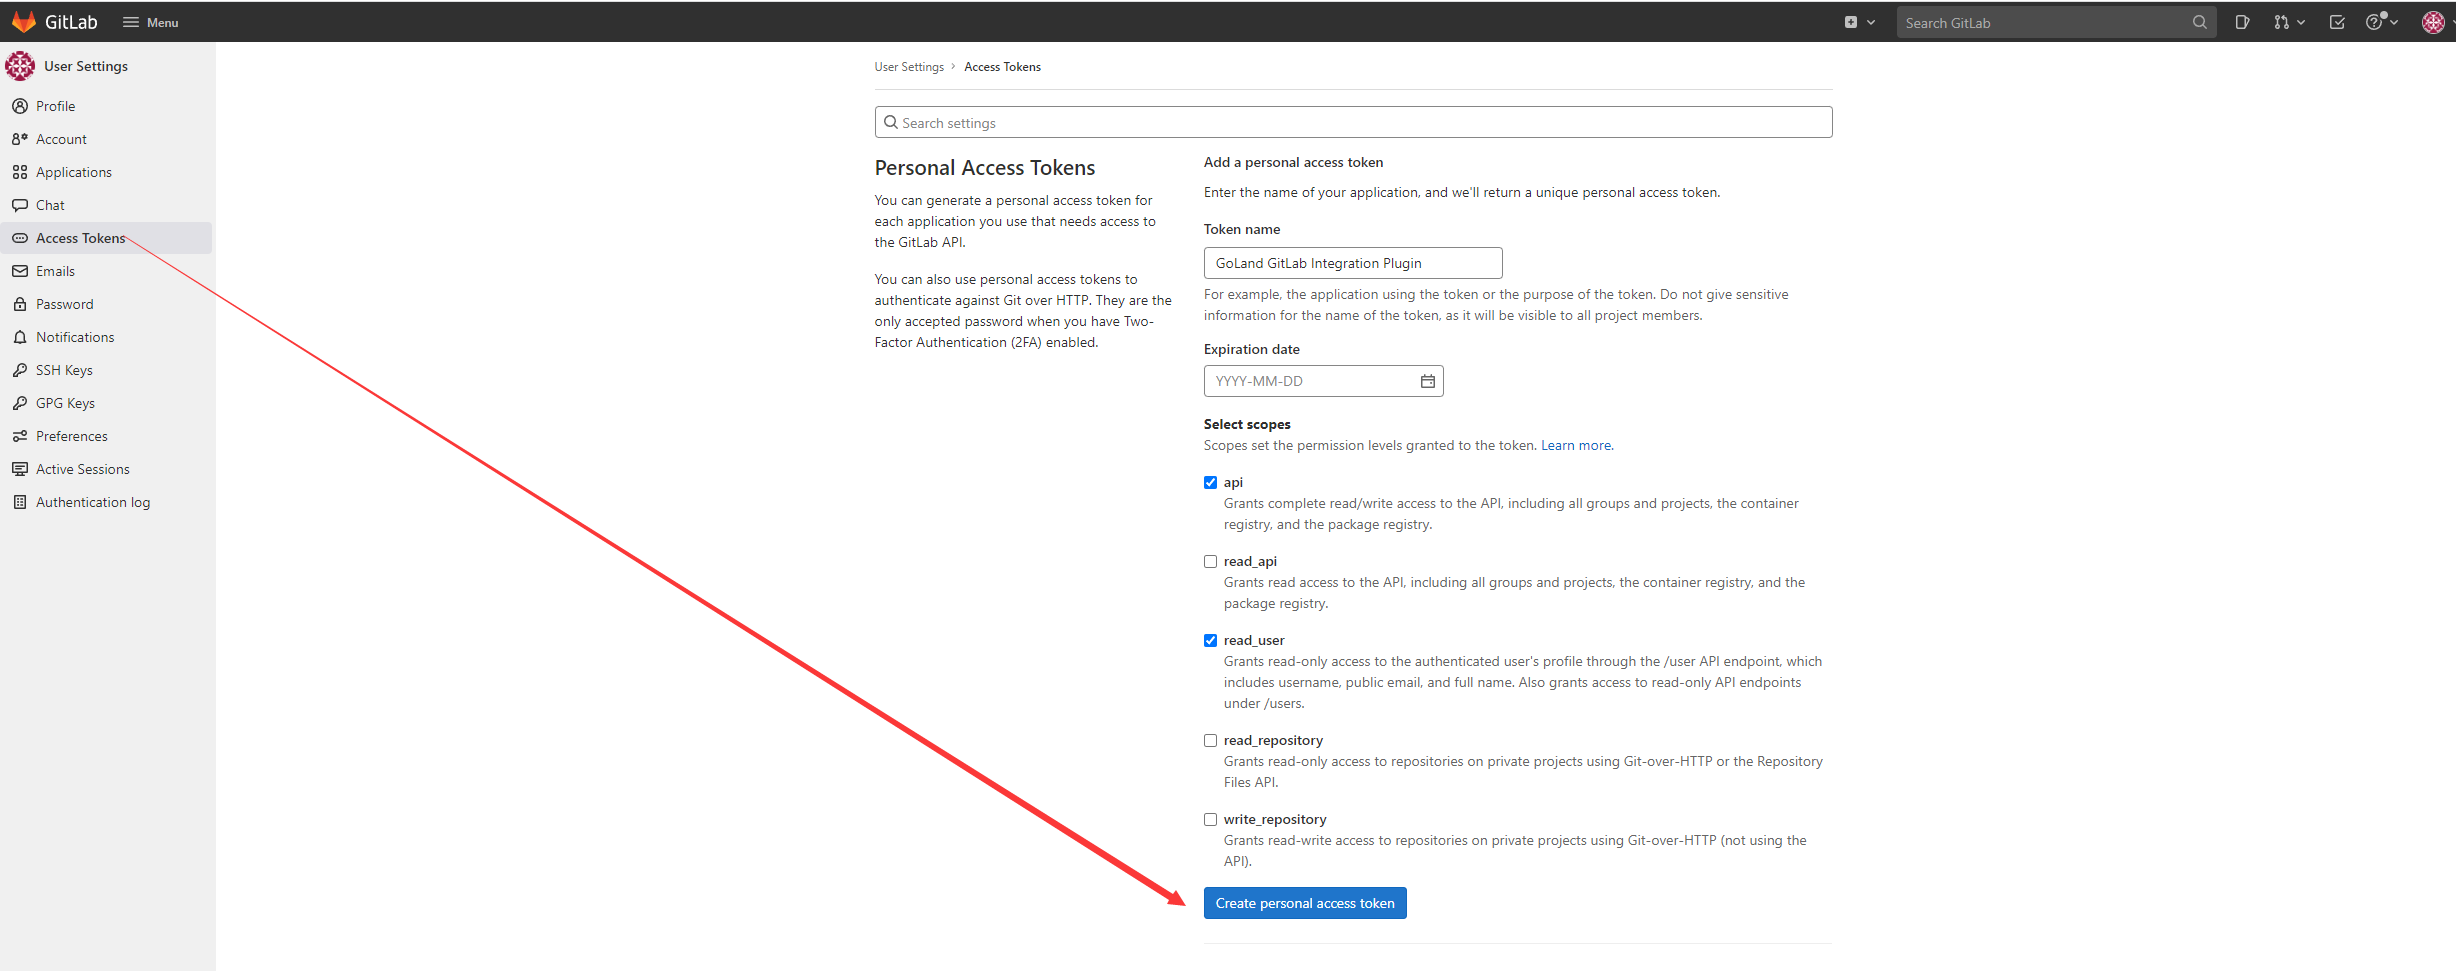 GitLab
Menu
Search GitLab
User Settings
Profile
Account
Applications
Chat
Access Tokens
Emails
Password
Notifications
SSH Keys
GPG Keys
Preferences
Active Sessions
Authentication log
User Settings › Access Tokens
Search settings
Personal Access Tokens
You can generate a personal access token for
each application you use that needs access to
the GitLab API.
You can also use personal access tokens to
authenticate against Git over HTTP. They are the
only accepted password when you have Two-
Factor Authentication (2FA) enabled.
Add a personal access token
Enter the name of your application, and we'll return a unique personal access token.
Token name
GoLand GitLab Integration Plugin
For example, the application using the token or the purpose of the token. Do not give sensitive
information for the name of the token, as it will be visible to all project members.
Expiration date
YYYY-MM-DD
Select scopes
Scopes set the permission levels granted to the token. Learn more.
api
Grants complete read/write access to the API, including all groups and projects, the container
registry, and the package registry.
read_api
Grants read access to the API, including all groups and projects, the container registry, and the
package registry.
read_user
Grants read-only access to the authenticated user's profile through the /user API endpoint, which
includes username, public email, and full name. Also grants access to read-only API endpoints
under /users.
read_repository
Grants read-only access to repositories on private projects using Git-over-HTTP or the Repository
Files API.
write_repository
Grants read-write access to repositories on private projects using Git-over-HTTP (not using the
API).
Create personal access token